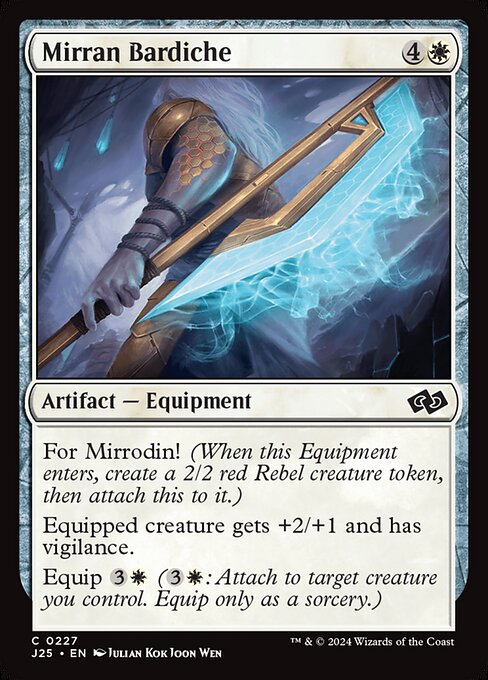 Mirran Bardiche 4
Artifact — Equipment
For Mirrodin! (When this Equipment
enters, create a 2/2 red Rebel creature token,
then attach this to it.)
Equipped creature gets +2/+1 and has
vigilance.
Equip 3 (3: Attach to target creature
you control. Equip only as a sorcery.)
C 0227
J25 • EN Julian Kok Joon Wen
™ & © 2024 Wizards of the Coast